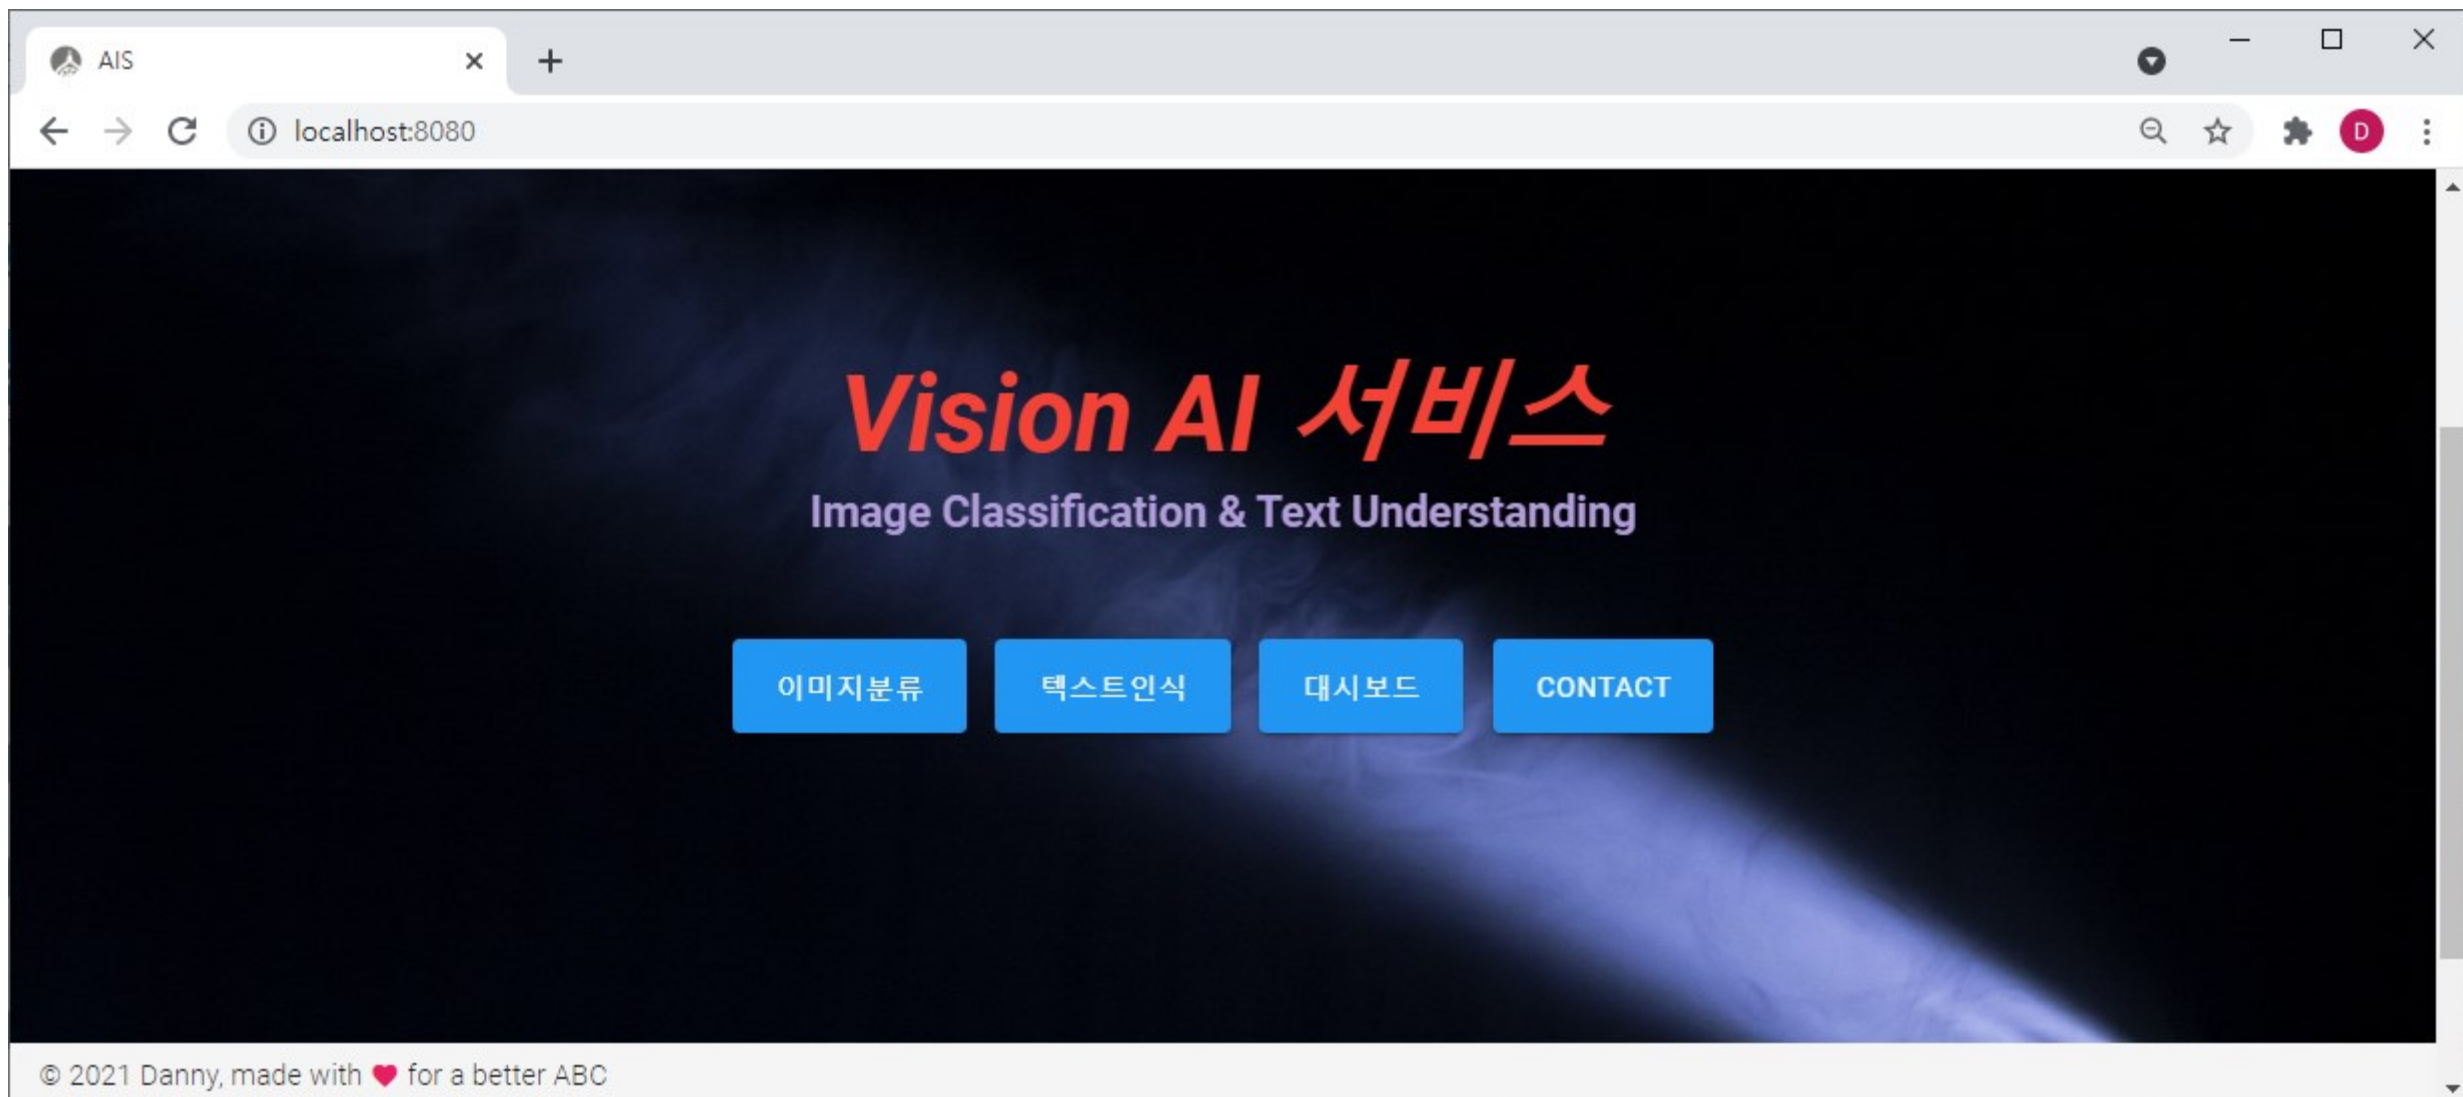 AIS
localhost:8080
D
Vision AI 서비스
Image Classification & Text Understanding
이미지분류 텍스트인식 대시보드 CONTACT
© 2021 Danny, made with ♥ for a better ABC